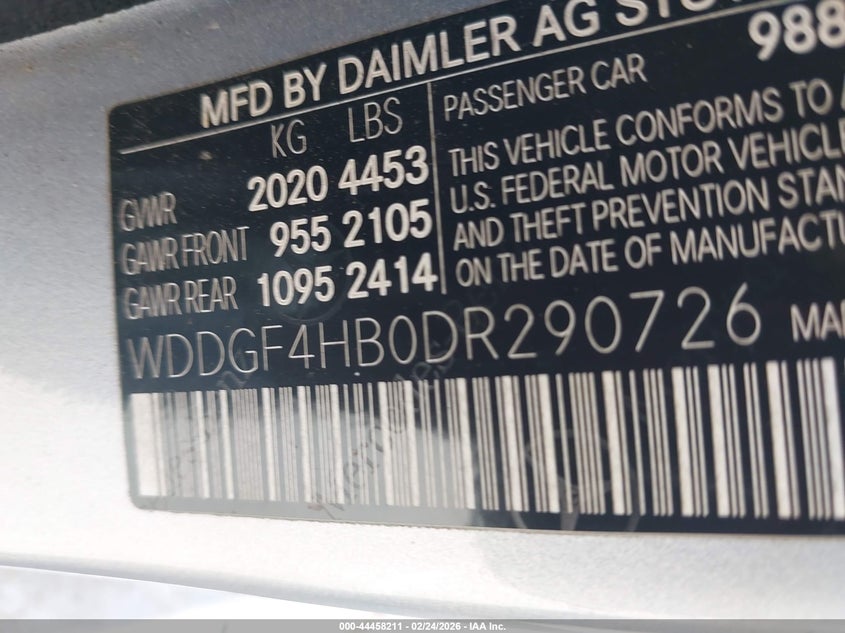 MFD BY DAIMLER AG
KG LBS
GVWR 2020 4453
GAWR FRONT 955 2105
GAWR REAR 1095 2414
988
PASSENGER CAR
THIS VEHICLE CONFORMS TO
U.S. FEDERAL MOTOR VEHICLE
AND THEFT PREVENTION STAN
ON THE DATE OF MANUFACTU
WDDGF4HB0DR290726 MA
000-44458211 - 02/24/2026 - IAA Inc.